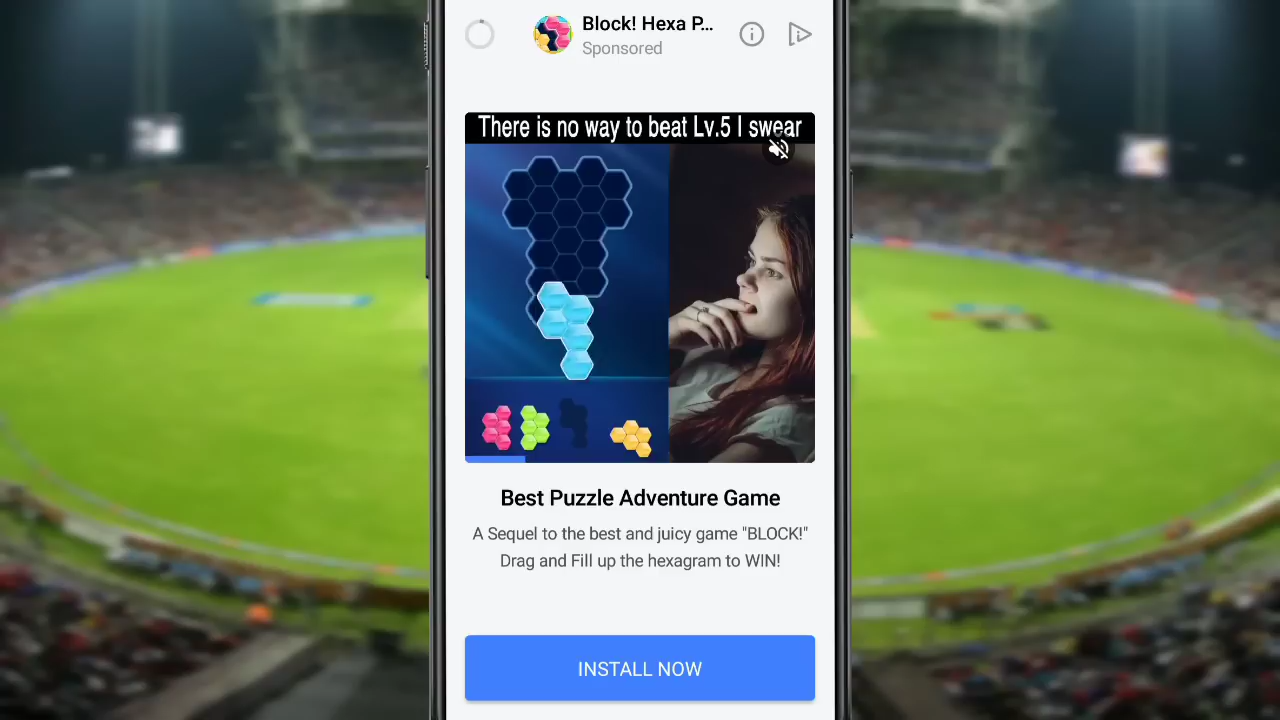 Block! Hexa P...
Sponsored
There is no way to beat Lv.5 I swear
Best Puzzle Adventure Game
A Sequel to the best and juicy game "BLOCK!"
Drag and Fill up the hexagram to WIN!
INSTALL NOW